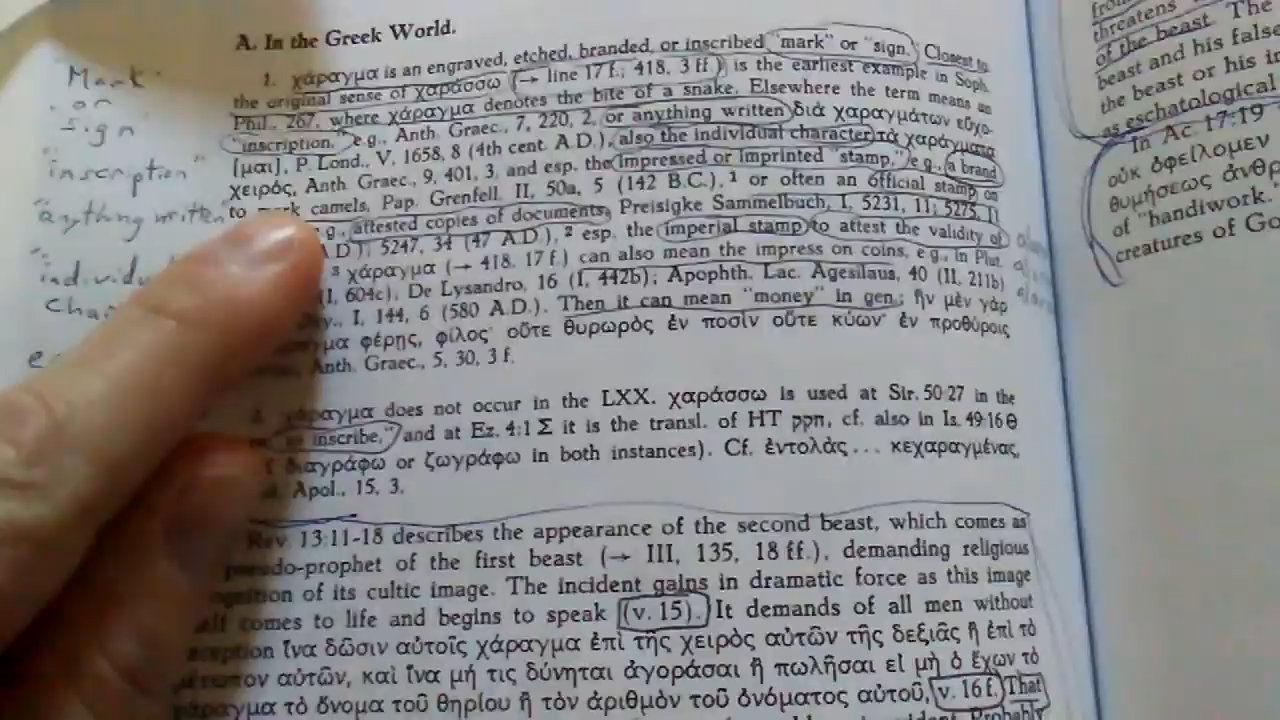 A. In the Greek World.
1. χάραγμα is an engraved, etched, branded, or inscribed "mark" or "sign." Closest to
the original sense of χαράσσω (→ line 17 f.; 418, 3 ff.) is the earliest example in Soph.
Phil., 267, where χάραγμα denotes the bite of a snake. Elsewhere the term means an
"inscription," e.g., Anth. Graec., 7, 220, 2, or anything written διὰ χαραγμάτων εὔχο-
[μαι], P. Lond., V, 1658, 8 (4th cent. A.D.), also the individual character τὰ χαράγματα
χειρός, Anth. Graec., 9, 401, 3, and esp. the impressed or imprinted "stamp," e.g., a brand
to mark camels, Pap. Grenfell, II, 50a, 5 (142 B.C.), 1 or often an official stamp on
g., attested copies of documents, Preisigke Sammelbuch, I, 5231, 11; 5275, 11
A.D.); 5247, 34 (47 A.D.), 2 esp. the imperial stamp to attest the validity of
3 χάραγμα (→ 418, 17 f.) can also mean the impress on coins, e.g., in Plut.
(I, 604c), De Lysandro, 16 (I, 442b); Apophth. Lac. Agesilaus, 40 (II, 211b)
I, 144, 6 (580 A.D.). Then it can mean "money" in gen.; ἢν μὲν γὰρ
φέρῃς, φίλος· οὔτε θυρωρὸς ἐν ποσὶν οὔτε κύων ἐν προθύροις
Anth. Graec., 5, 30, 3 f.
χάραγμα does not occur in the LXX. χαράσσω is used at Sir. 50:27 in the
inscribe," and at Ez. 4:1 Σ it is the transl. of HT חקק, cf. also in Is. 49:16 Θ
διαγράφω or ζωγράφω in both instances). Cf. ἐντολὰς ... κεχαραγμένας,
Apol., 15, 3.
Rev. 13:11-18 describes the appearance of the second beast, which comes as
pseudo-prophet of the first beast (→ III, 135, 18 ff.), demanding religious
of its cultic image. The incident gains in dramatic force as this image
comes to life and begins to speak (v. 15). It demands of all men without
ἵνα δῶσιν αὐτοῖς χάραγμα ἐπὶ τῆς χειρὸς αὐτῶν τῆς δεξιᾶς ἢ ἐπὶ τὸ
μέτωπον αὐτῶν, καὶ ἵνα μή τις δύνηται ἀγοράσαι ἢ πωλῆσαι εἰ μὴ ὁ ἔχων τὸ
χάραγμα τὸ ὄνομα τοῦ θηρίου ἢ τὸν ἀριθμὸν τοῦ ὀνόματος αὐτοῦ, (v. 16 f.). That
Probably
"Mark"
or
"sign"
"inscription"
"anything written"
threatens
of the beast. The
beast and his false
the beast or his
as eschatological
In Ac. 17:19
οὐκ ὀφείλομεν
θυμήσεως
of "handiwork."
creatures of